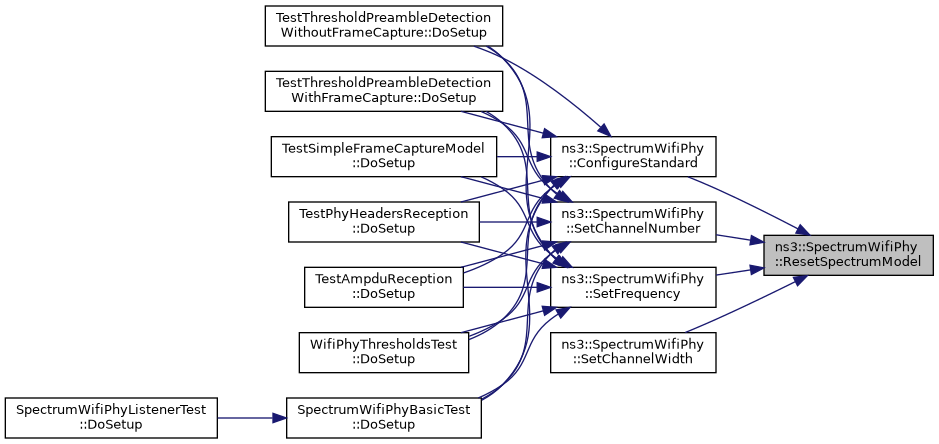 TestThresholdPreambleDetection
WithoutFrameCapture::DoSetup
TestThresholdPreambleDetection
WithFrameCapture::DoSetup
TestSimpleFrameCaptureModel
::DoSetup
TestPhyHeadersReception
::DoSetup
TestAmpduReception
::DoSetup
WifiPhyThresholdsTest
::DoSetup
SpectrumWifiPhyListenerTest
::DoSetup
SpectrumWifiPhyBasicTest
::DoSetup
ns3::SpectrumWifiPhy
::ConfigureStandard
ns3::SpectrumWifiPhy
::SetChannelNumber
ns3::SpectrumWifiPhy
::SetFrequency
ns3::SpectrumWifiPhy
::SetChannelWidth
ns3::SpectrumWifiPhy
::ResetSpectrumModel